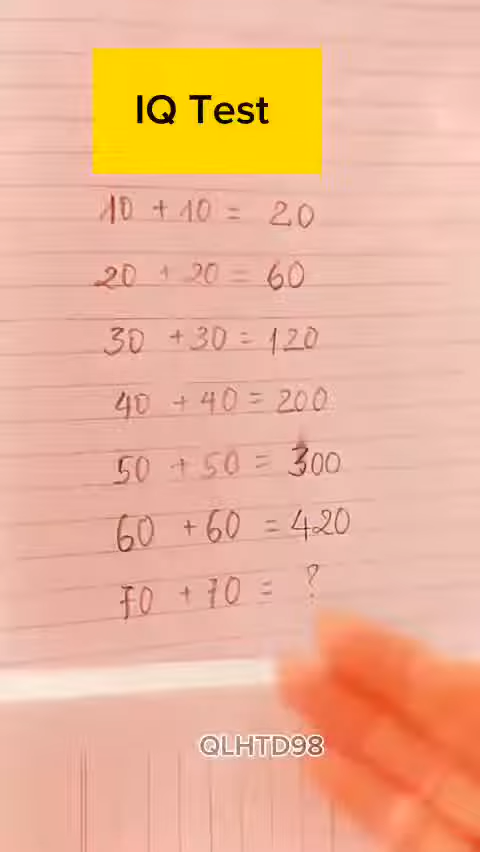 IQ Test
10 + 10 = 20
20 + 20 = 60
30 + 30 = 120
40 + 40 = 200
50 + 50 = 300
60 + 60 = 420
70 + 70 = ?
QLHTD98